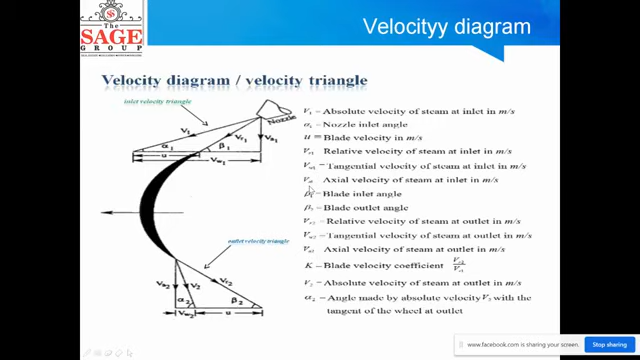 The
SAGE
GROUP
Velocityy diagram
Velocity diagram / velocity triangle
inlet velocity triangle
Nozzle
V1
Vr1
Va1
α1
β1
u
Vw1
outlet velocity triangle
Va2
V2
Vr2
α2
β2
Vw2
u
V1 = Absolute velocity of steam at inlet in m/s
α1 = Nozzle inlet angle
u = Blade velocity in m/s
Vr1 Relative velocity of steam at inlet in m/s
Vw1 = Tangential velocity of steam at inlet in m/s
Axial velocity of steam at inlet in m/s
β1 = Blade inlet angle
β2 = Blade outlet angle
Vr2 = Relative velocity of steam at outlet in m/s
Vw2 = Tangential velocity of steam at outlet in m/s
Axial velocity of steam at outlet in m/s
K = Blade velocity coefficient Vr2/Vr1
V2 = Absolute velocity of steam at outlet in m/s
α2 = Angle made by absolute velocity V2 with the
tangent of the wheel at outlet
meet.google.com is sharing your screen.
Stop sharing